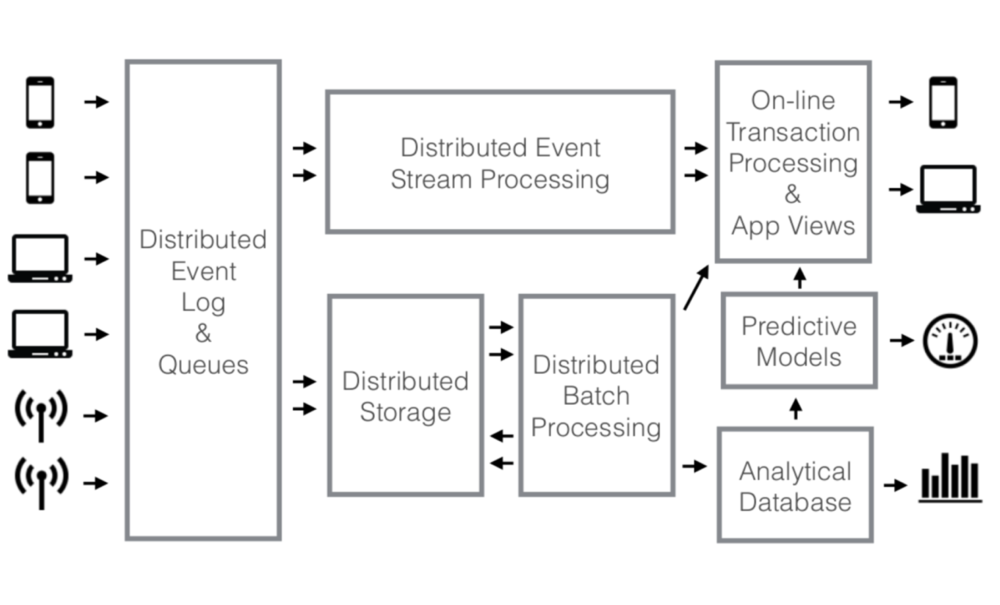 Distributed
Event
Log
&
Queues
Distributed Event
Stream Processing
On-line
Transaction
Processing
&
App Views
Distributed
Storage
Distributed
Batch
Processing
Predictive
Models
Analytical
Database